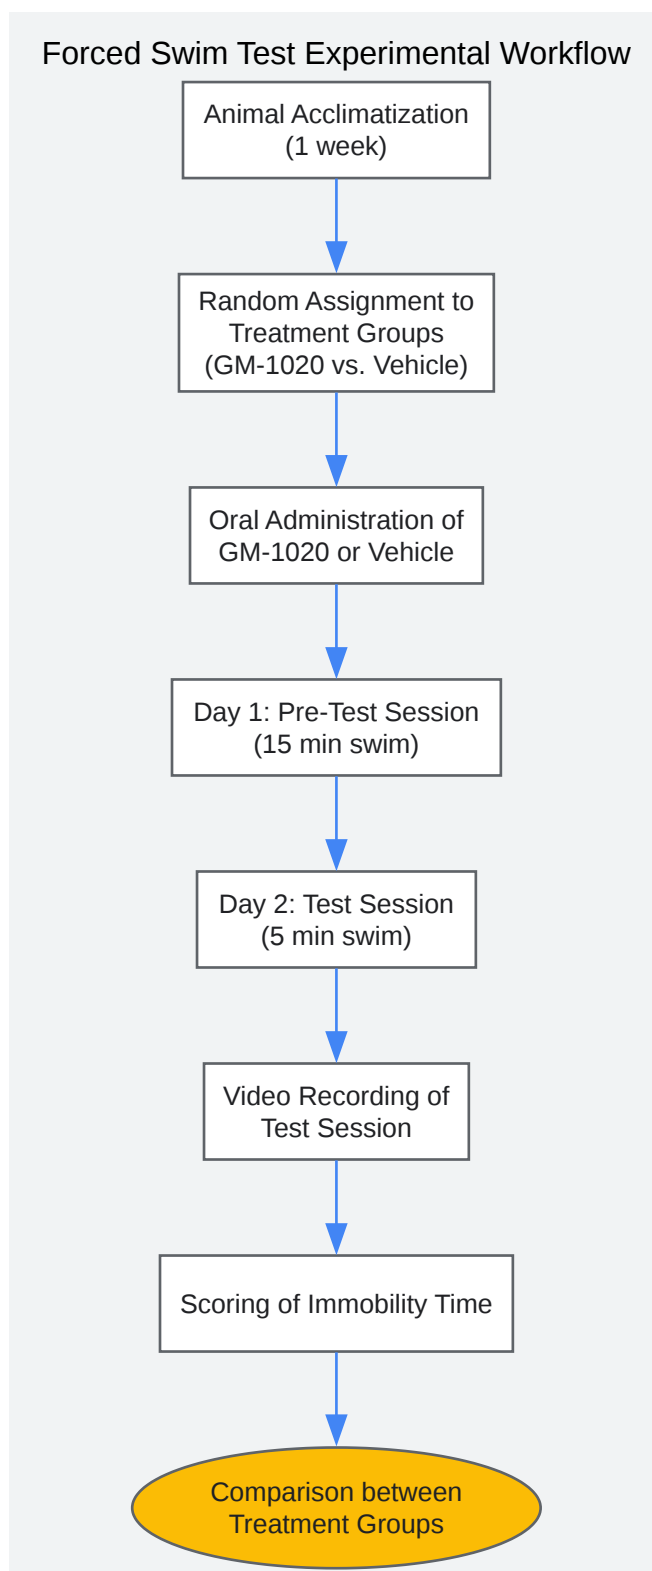 Forced Swim Test Experimental Workflow
Animal Acclimatization
(1 week)
Random Assignment to
Treatment Groups
(GM-1020 vs. Vehicle)
Oral Administration of
GM-1020 or Vehicle
Day 1: Pre-Test Session
(15 min swim)
Day 2: Test Session
(5 min swim)
Video Recording of
Test Session
Scoring of Immobility Time
Comparison between
Treatment Groups